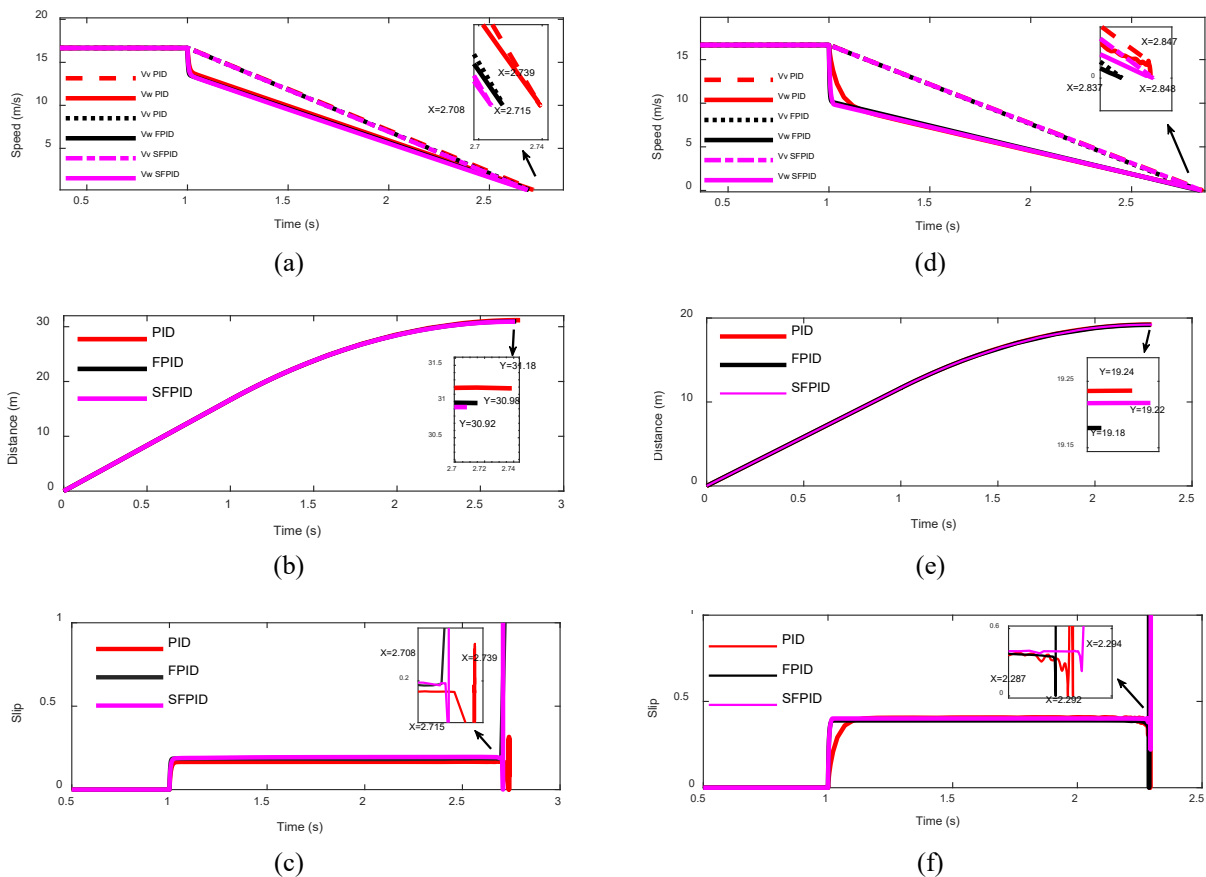 20
15
10
5
Speed (m/s)
Vv PID
Vw PID
Vv PID
Vw FPID
Vv SFPID
Vw SFPID
X=2.739
X=2.708
X=2.715
2.7
2.74
0.5
1
1.5
2
2.5
Time (s)
(a)
15
10
5
0
Speed (m/s)
Vv PID
Vw PID
Vv FPID
Vw FPID
Vv SFPID
Vw SFPID
X=2.847
0
X=2.837
X=2.848
0.5
1
1.5
2
2.5
Time (s)
(d)
30
20
10
0
Distance (m)
PID
FPID
SFPID
31.5
Y=31.18
31
Y=30.98
Y=30.92
30.5
2.7
2.72
2.74
0
0.5
1
1.5
2
2.5
3
Time (s)
(b)
20
10
0
Distance (m)
PID
FPID
SFPID
Y=19.24
19.25
Y=19.22
Y=19.18
19.15
0
0.5
1
1.5
2
2.5
Time (s)
(e)
1
0.5
0
Slip
PID
FPID
SFPID
X=2.708
X=2.739
0.2
X=2.715
0.5
1
1.5
2
2.5
3
Time (s)
(c)
0.5
0
Slip
PID
FPID
SFPID
0.6
X=2.294
X=2.287
0
X=2.292
0.5
1
1.5
2
2.5
Time (s)
(f)